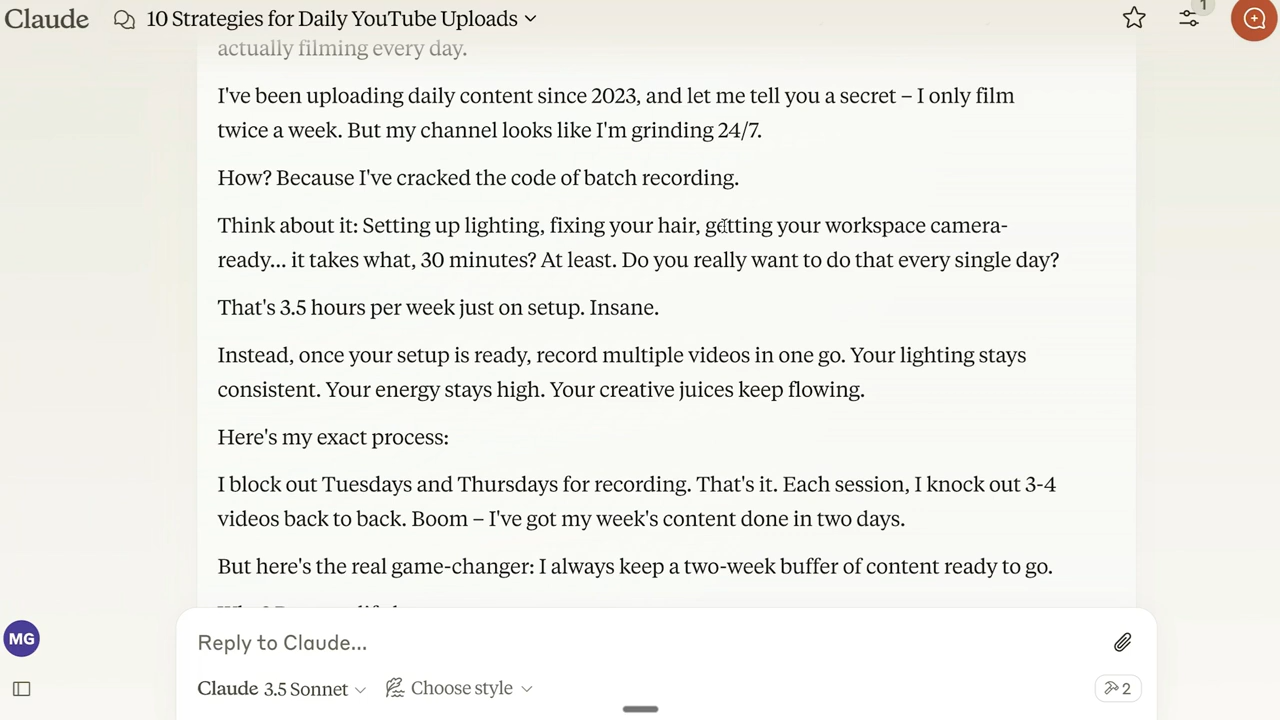 Claude
10 Strategies for Daily YouTube Uploads
1
actually filming every day.
I've been uploading daily content since 2023, and let me tell you a secret – I only film
twice a week. But my channel looks like I'm grinding 24/7.
How? Because I've cracked the code of batch recording.
Think about it: Setting up lighting, fixing your hair, getting your workspace camera-
ready... it takes what, 30 minutes? At least. Do you really want to do that every single day?
That's 3.5 hours per week just on setup. Insane.
Instead, once your setup is ready, record multiple videos in one go. Your lighting stays
consistent. Your energy stays high. Your creative juices keep flowing.
Here's my exact process:
I block out Tuesdays and Thursdays for recording. That's it. Each session, I knock out 3-4
videos back to back. Boom – I've got my week's content done in two days.
But here's the real game-changer: I always keep a two-week buffer of content ready to go.
MG
Reply to Claude...
Claude 3.5 Sonnet
Choose style
2